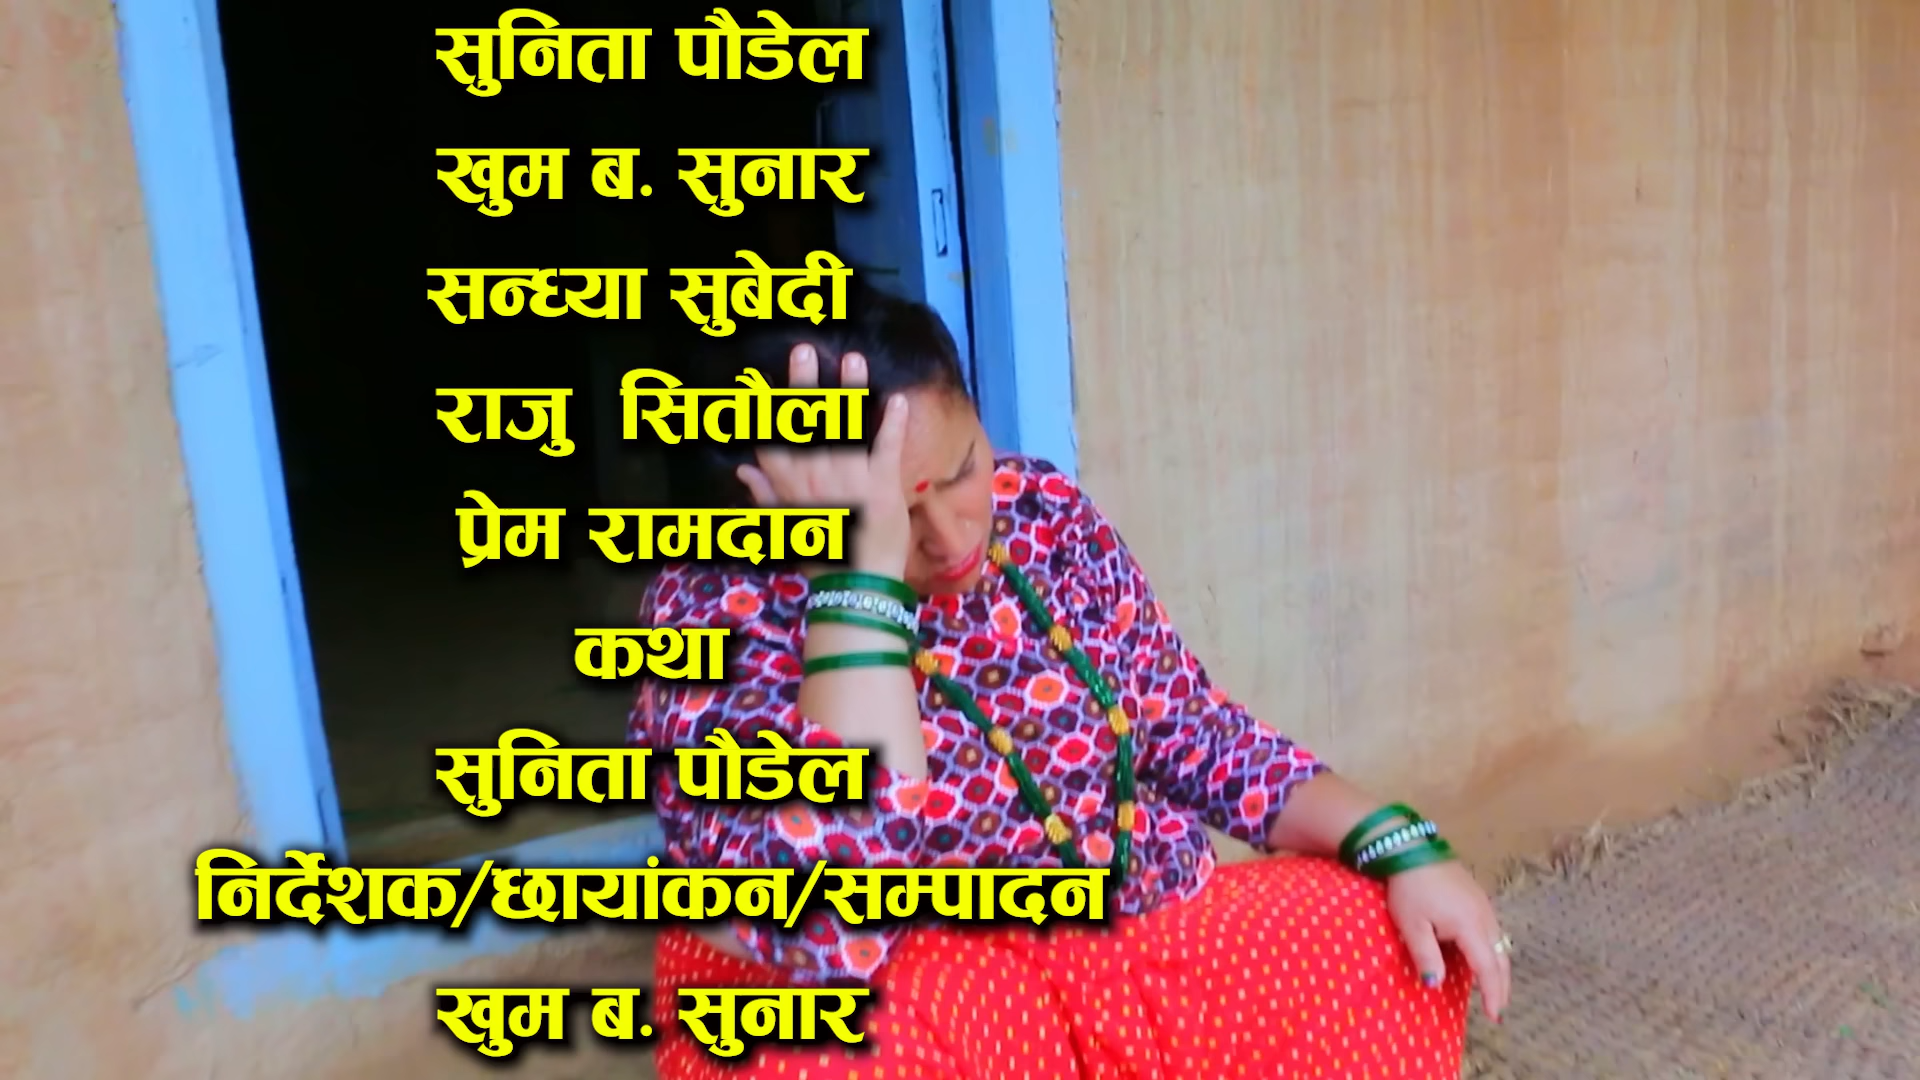 सुनिता पौडेल
खुम ब. सुनार
सन्ध्या सुबेदी
राजु सितौला
प्रेम रामदान
कथा
सुनिता पौडेल
निर्देशक/छायांकन/सम्पादन
खुम ब. सुनार